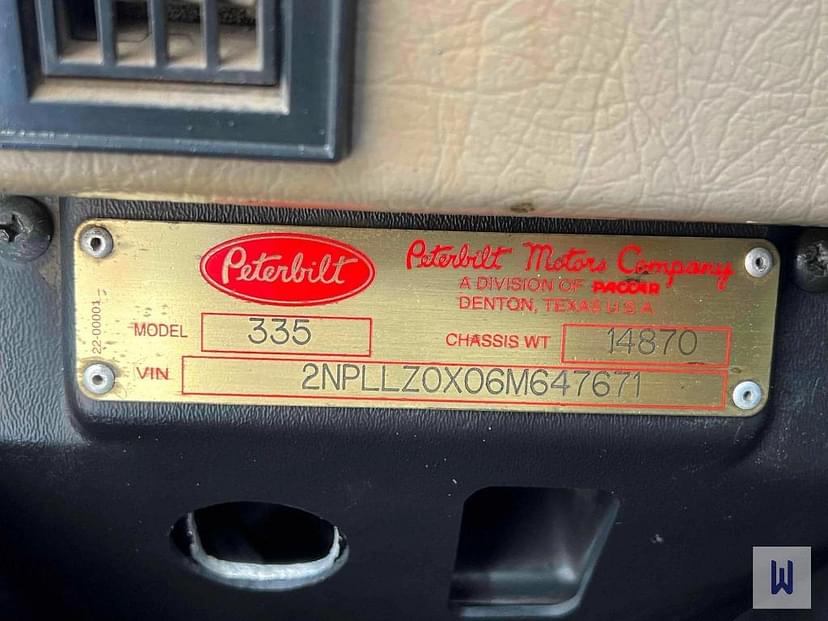 Peterbilt
Peterbilt Motors Company
A DIVISION OF PACCAR
DENTON, TEXAS U S A
22-00001
MODEL 335
CHASSIS WT 14870
VIN 2NPLLZ0X06M647671
W